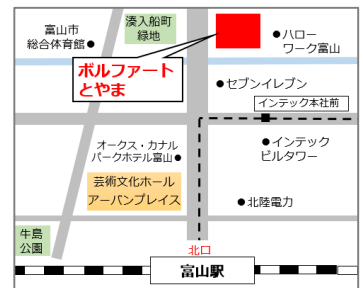 富山市
総合体育館
湊入船町
緑地
ハロー
ワーク富山
ボルファート
とやま
セブンイレブン
インテック本社前
オークス・カナル
パークホテル富山
インテック
ビルタワー
芸術文化ホール
アーバンプレイス
北陸電力
牛島
公園
北口
富山駅